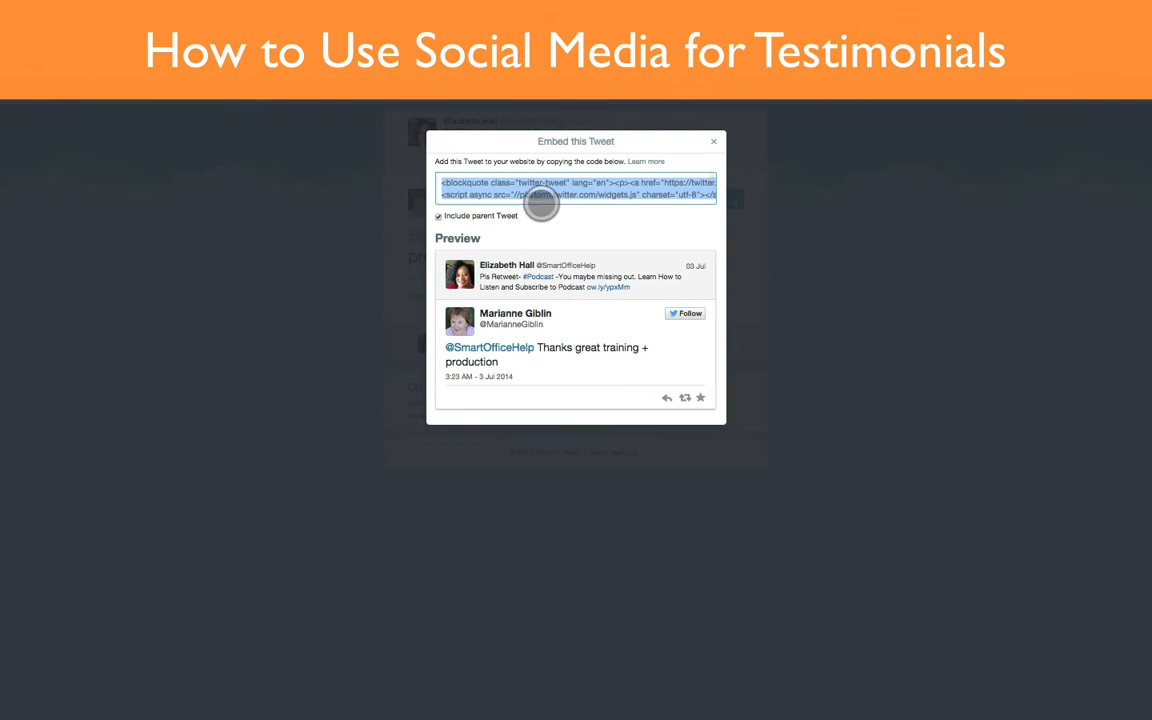 How to Use Social Media for Testimonials
Elizabeth Hall
Embed this Tweet ×
Add this Tweet to your website by copying the code below. Learn more
<blockquote class="twitter-tweet" lang="en"><p><a href="https://twitter.
<script async src="//platform.twitter.com/widgets.js" charset="utf-8"></s
Include parent Tweet
Preview
Elizabeth Hall @SmartOfficeHelp 03 Jul
Pls Retweet- #Podcast -You maybe missing out. Learn How to
Listen and Subscribe to Podcast ow.ly/ypxMm
Marianne Giblin Follow
@MarianneGiblin
@SmartOfficeHelp Thanks great training +
production
3:23 AM - 3 Jul 2014